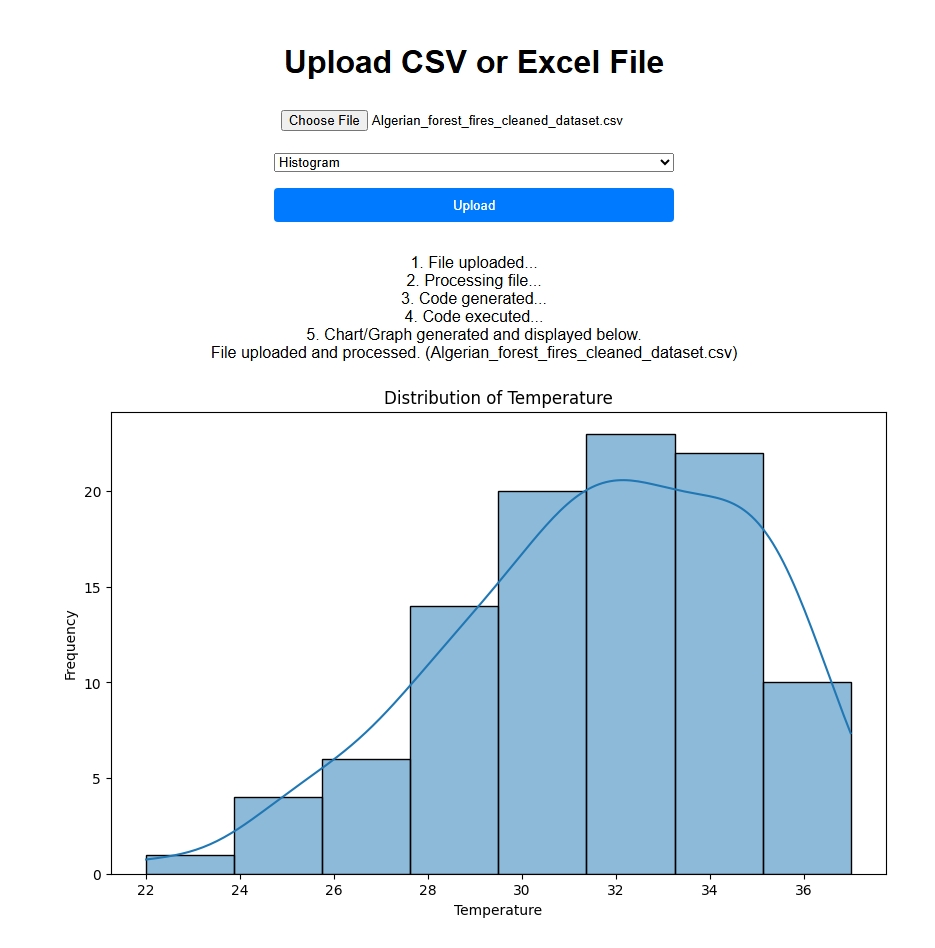 Upload CSV or Excel File
Choose File Algerian_forest_fires_cleaned_dataset.csv
Histogram
Upload
1. File uploaded...
2. Processing file...
3. Code generated...
4. Code executed...
5. Chart/Graph generated and displayed below.
File uploaded and processed. (Algerian_forest_fires_cleaned_dataset.csv)
Distribution of Temperature
20
15
10
5
0
Frequency
22 24 26 28 30 32 34 36
Temperature